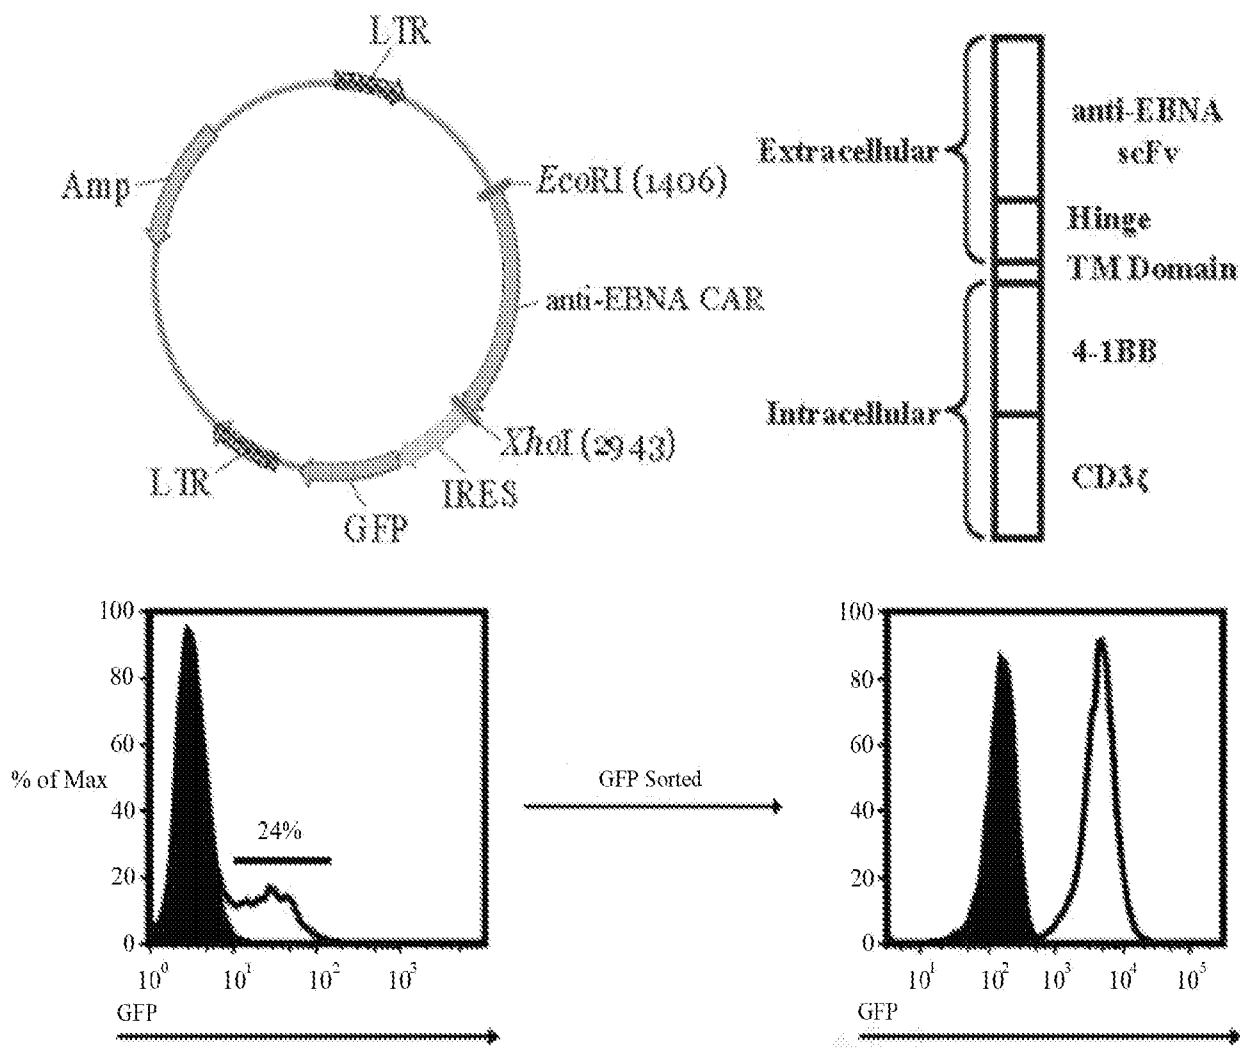 LTR
Amp
EcoRI (1406)
anti-EBNA CAR
XhoI (2943)
IRES
GFP
LTR
Extracellular
anti-EBNA
scFv
Hinge
TM Domain
4-1BB
Intracellular
CD3ζ
100
80
60
% of Max
40
24%
20
0
10⁰ 10¹ 10² 10³
GFP
GFP Sorted
100
80
60
40
20
0
10¹ 10² 10³ 10⁴ 10⁵
GFP